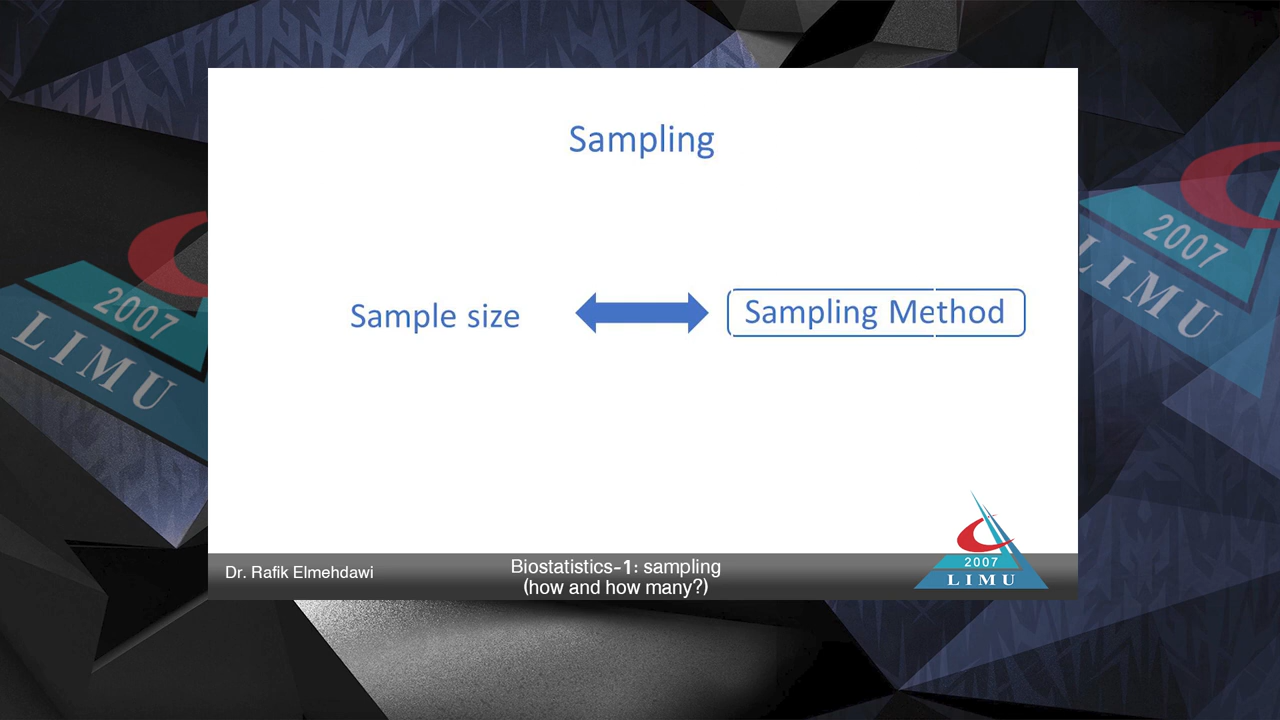 Sampling
Sample size
Sampling Method
Dr. Rafik Elmehdawi
Biostatistics-1: sampling
(how and how many?)
2007
LIMU
2007
LIMU
2007
LIMU